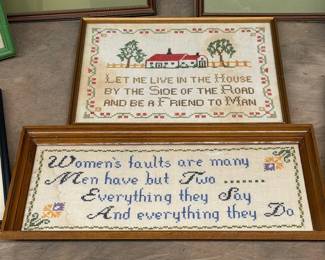 LET ME LIVE IN THE HOUSE
BY THE SIDE OF THE ROAD
AND BE A FRIEND TO MAN
Women's faults are many
Men have but Two .......
Everything they Say
And everything they Do